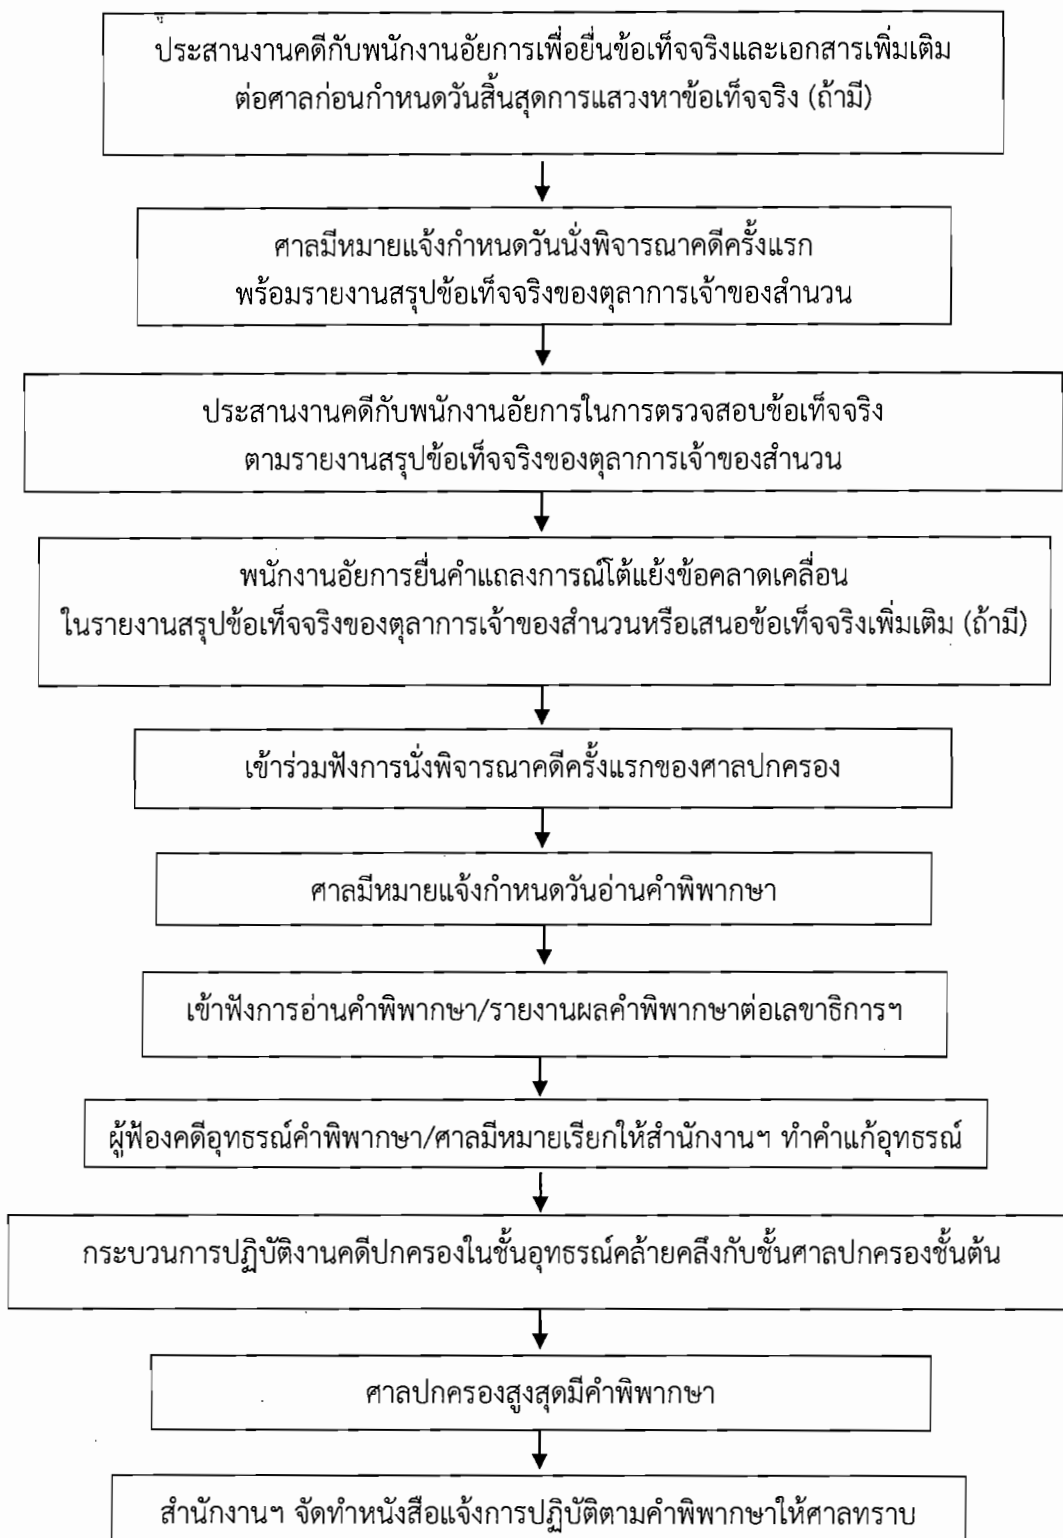 ประสานงานคดีกับพนักงานอัยการเพื่อยื่นข้อเท็จจริงและเอกสารเพิ่มเติม
ต่อศาลก่อนกำหนดวันสิ้นสุดการแสวงหาข้อเท็จจริง (ถ้ามี)
ศาลมีหมายแจ้งกำหนดวันนั่งพิจารณาคดีครั้งแรก
พร้อมรายงานสรุปข้อเท็จจริงของตุลาการเจ้าของสำนวน
ประสานงานคดีกับพนักงานอัยการในการตรวจสอบข้อเท็จจริง
ตามรายงานสรุปข้อเท็จจริงของตุลาการเจ้าของสำนวน
พนักงานอัยการยื่นคำแถลงการณ์โต้แย้งข้อคลาดเคลื่อน
ในรายงานสรุปข้อเท็จจริงของตุลาการเจ้าของสำนวนหรือเสนอข้อเท็จจริงเพิ่มเติม (ถ้ามี)
เข้าร่วมฟังการนั่งพิจารณาคดีครั้งแรกของศาลปกครอง
ศาลมีหมายแจ้งกำหนดวันอ่านคำพิพากษา
เข้าฟังการอ่านคำพิพากษา/รายงานผลคำพิพากษาต่อเลขาธิการฯ
ผู้ฟ้องคดีอุทธรณ์คำพิพากษา/ศาลมีหมายเรียกให้สำนักงานฯ ทำคำแก้อุทธรณ์
กระบวนการปฏิบัติงานคดีปกครองในชั้นอุทธรณ์คล้ายคลึงกับชั้นศาลปกครองชั้นต้น
ศาลปกครองสูงสุดมีคำพิพากษา
สำนักงานฯ จัดทำหนังสือแจ้งการปฏิบัติตามคำพิพากษาให้ศาลทราบ